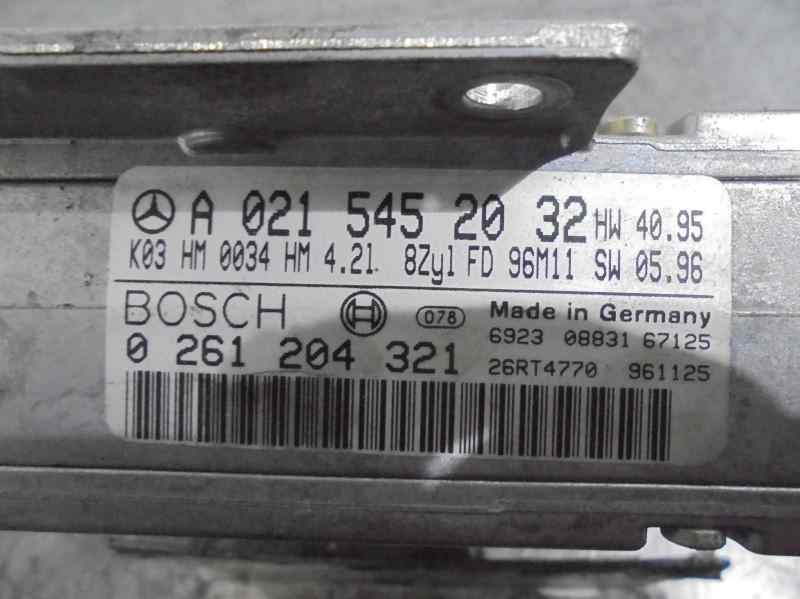 A 021 545 20 32 HW 40.95
K03 HM 0034 HM 4.2l 8Zyl FD 96M11 SW 05.96
BOSCH 078 Made in Germany
6923 08831 67125
0 261 204 321 26RT4770 961125